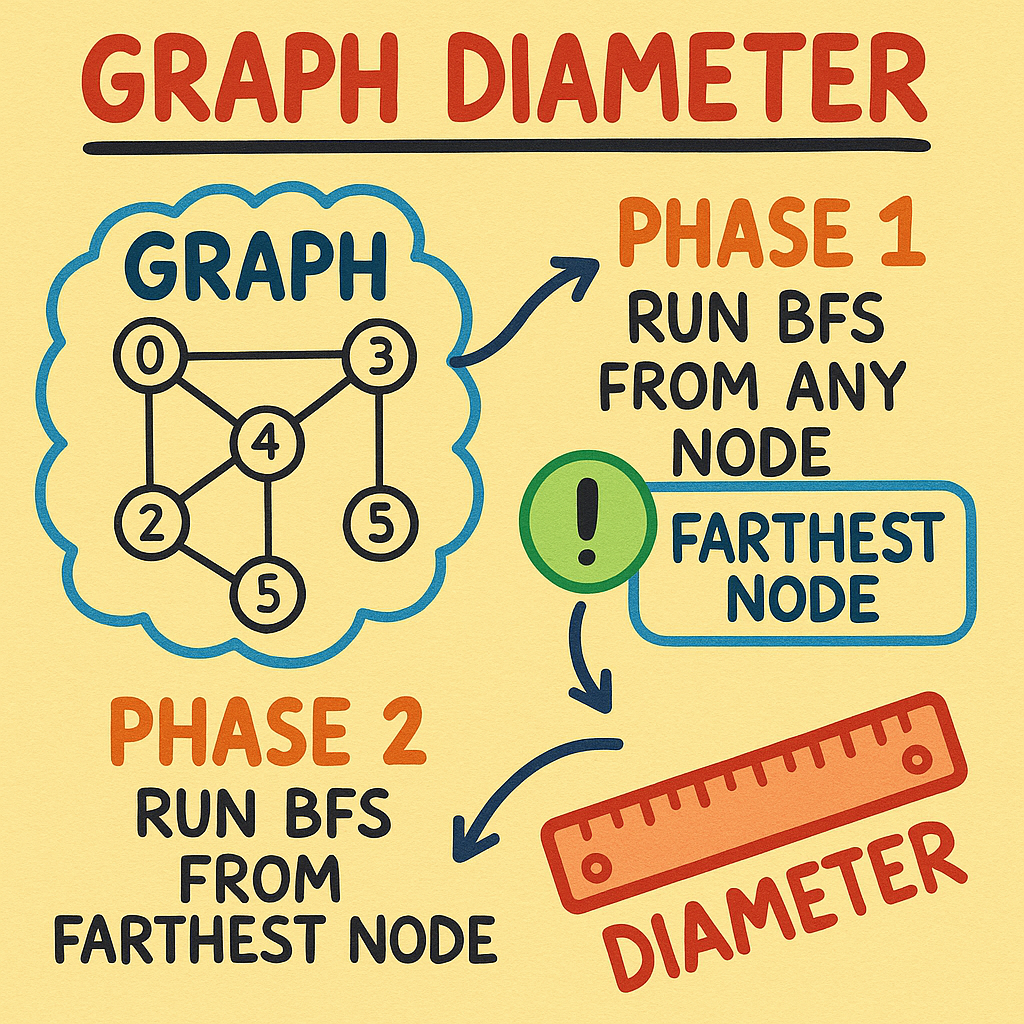 GRAPH DIAMETER
GRAPH
0
3
4
2
5
5
PHASE 1
RUN BFS
FROM ANY
NODE
!
FARTHEST
NODE
PHASE 2
RUN BFS
FROM
FARTHEST NODE
DIAMETER